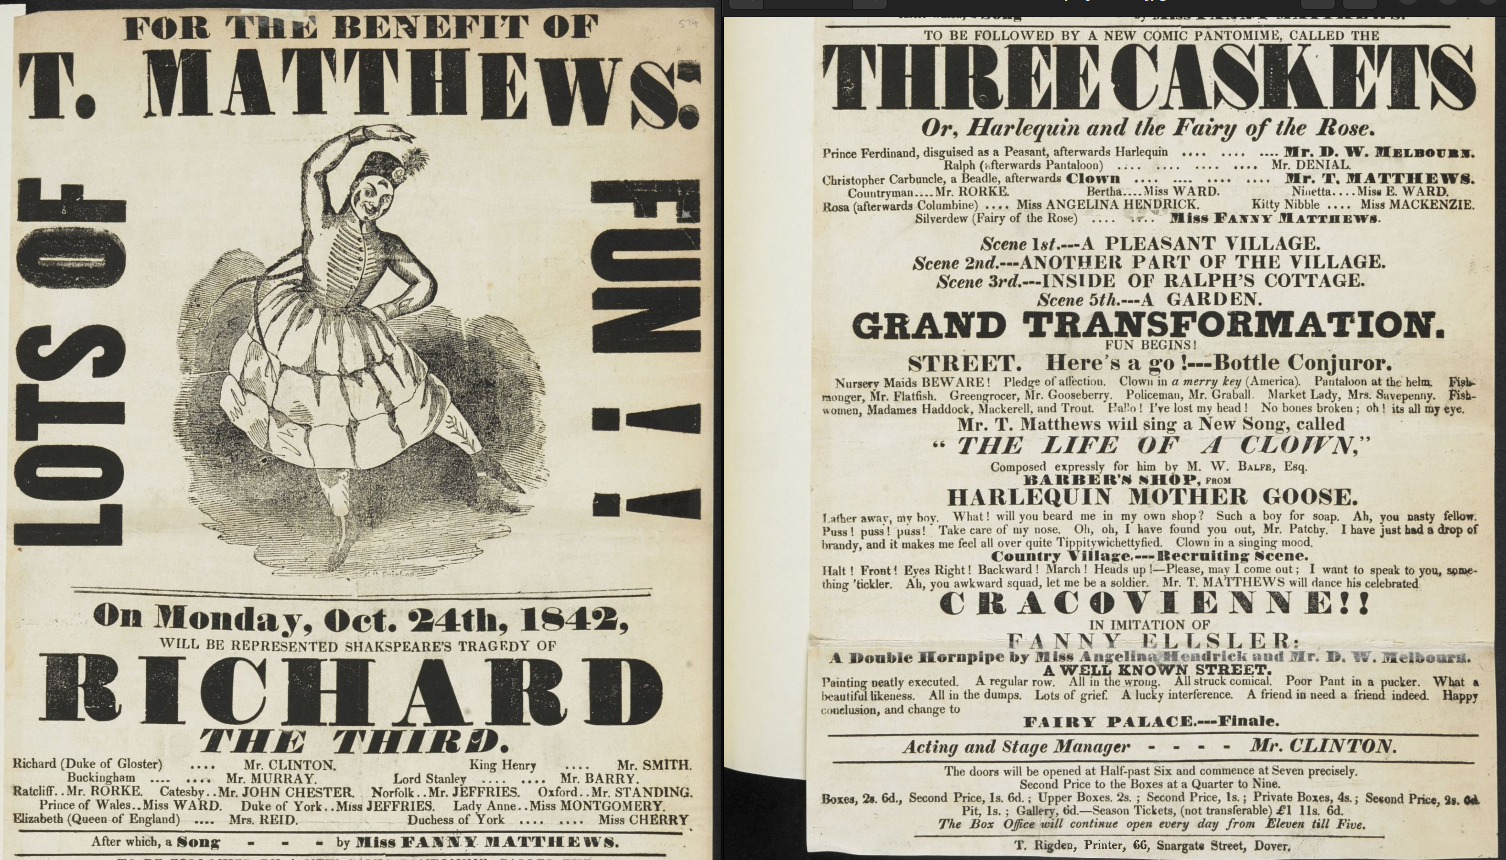 FOR THE BENEFIT OF
T. MATTHEWS.
LOTS OF
FUN!!
On Monday, Oct. 24th, 1842,
WILL BE REPRESENTED SHAKSPEARE'S TRAGEDY OF
RICHARD
THE THIRD.
Richard (Duke of Gloster) .... Mr. CLINTON. King Henry .... Mr. SMITH.
Buckingham .... .... Mr. MURRAY. Lord Stanley .... .... Mr. BARRY.
Ratcliff..Mr. RORKE. Catesby..Mr. JOHN CHESTER. Norfolk..Mr. JEFFRIES. Oxford..Mr. STANDING.
Prince of Wales..Miss WARD. Duke of York..Miss JEFFRIES. Lady Anne..Miss MONTGOMERY.
Elizabeth (Queen of England) .... Mrs. REID. Duchess of York .... .... Miss CHERRY
After which, a Song - - - by Miss FANNY MATTHEWS.
TO BE FOLLOWED BY A NEW COMIC PANTOMIME, CALLED THE
THREE CASKETS
Or, Harlequin and the Fairy of the Rose.
Prince Ferdinand, disguised as a Peasant, afterwards Harlequin .... .... .... Mr. D. W. MELBOURN.
Ralph (afterwards Pantaloon) .... .... .... .... Mr. DENIAL.
Christopher Carbuncle, a Beadle, afterwards Clown .... .... .... .... Mr. T. MATTHEWS.
Countryman....Mr. RORKE. Bertha....Miss WARD. Ninetta....Miss E. WARD.
Rosa (afterwards Columbine) .... Miss ANGELINA HENDRICK. Kitty Nibble .... Miss MACKENZIE.
Silverdew (Fairy of the Rose) .... .... Miss FANNY MATTHEWS.
Scene 1st.---A PLEASANT VILLAGE.
Scene 2nd.---ANOTHER PART OF THE VILLAGE.
Scene 3rd.---INSIDE OF RALPH'S COTTAGE.
Scene 5th.---A GARDEN.
GRAND TRANSFORMATION.
FUN BEGINS!
STREET. Here's a go!---Bottle Conjuror.
Nursery Maids BEWARE! Pledge of affection. Clown in a merry key (America). Pantaloon at the helm. Fish-
monger, Mr. Flatfish. Greengrocer, Mr. Gooseberry. Policeman, Mr. Graball. Market Lady, Mrs. Savepenny. Fish-
women, Madames Haddock, Mackerell, and Trout. Hallo! I've lost my head! No bones broken; oh! its all my eye.
Mr. T. Matthews will sing a New Song, called
"THE LIFE OF A CLOWN,"
Composed expressly for him by M. W. BALFE, Esq.
BARBER'S SHOP, FROM
HARLEQUIN MOTHER GOOSE.
Lather away, my boy. What! will you beard me in my own shop? Such a boy for soap. Ah, you nasty fellow.
Puss! puss! puss! Take care of my nose. Oh, oh, I have found you out, Mr. Patchy. I have just had a drop of
brandy, and it makes me feel all over quite Tippitywichettyfied. Clown in a singing mood.
Country Village.---Recruiting Scene.
Halt! Front! Eyes Right! Backward! March! Heads up!—Please, may I come out; I want to speak to you, some-
thing 'tickler. Ah, you awkward squad, let me be a soldier. Mr. T. MATTHEWS will dance his celebrated
CRACOVIENNE!!
IN IMITATION OF
FANNY ELLSLER:
A Double Hornpipe by Miss Angelina Hendrick and Mr. D. W. Melbourn.
A WELL KNOWN STREET.
Painting neatly executed. A regular row. All in the wrong. All struck comical. Poor Pant in a pucker. What a
beautiful likeness. All in the dumps. Lots of grief. A lucky interference. A friend in need a friend indeed. Happy
conclusion, and change to
FAIRY PALACE.---Finale.
Acting and Stage Manager - - - - Mr. CLINTON.
The doors will be opened at Half-past Six and commence at Seven precisely.
Second Price to the Boxes at a Quarter to Nine.
Boxes, 2s. 6d., Second Price, 1s. 6d.; Upper Boxes. 2s.; Second Price, 1s.; Private Boxes, 4s.; Second Price, 2s. 6d.
Pit, 1s.; Gallery, 6d.—Season Tickets, (not transferable) £1 11s. 6d.
The Box Office will continue open every day from Eleven till Five.
T. Rigden, Printer, 66, Snargate Street, Dover.